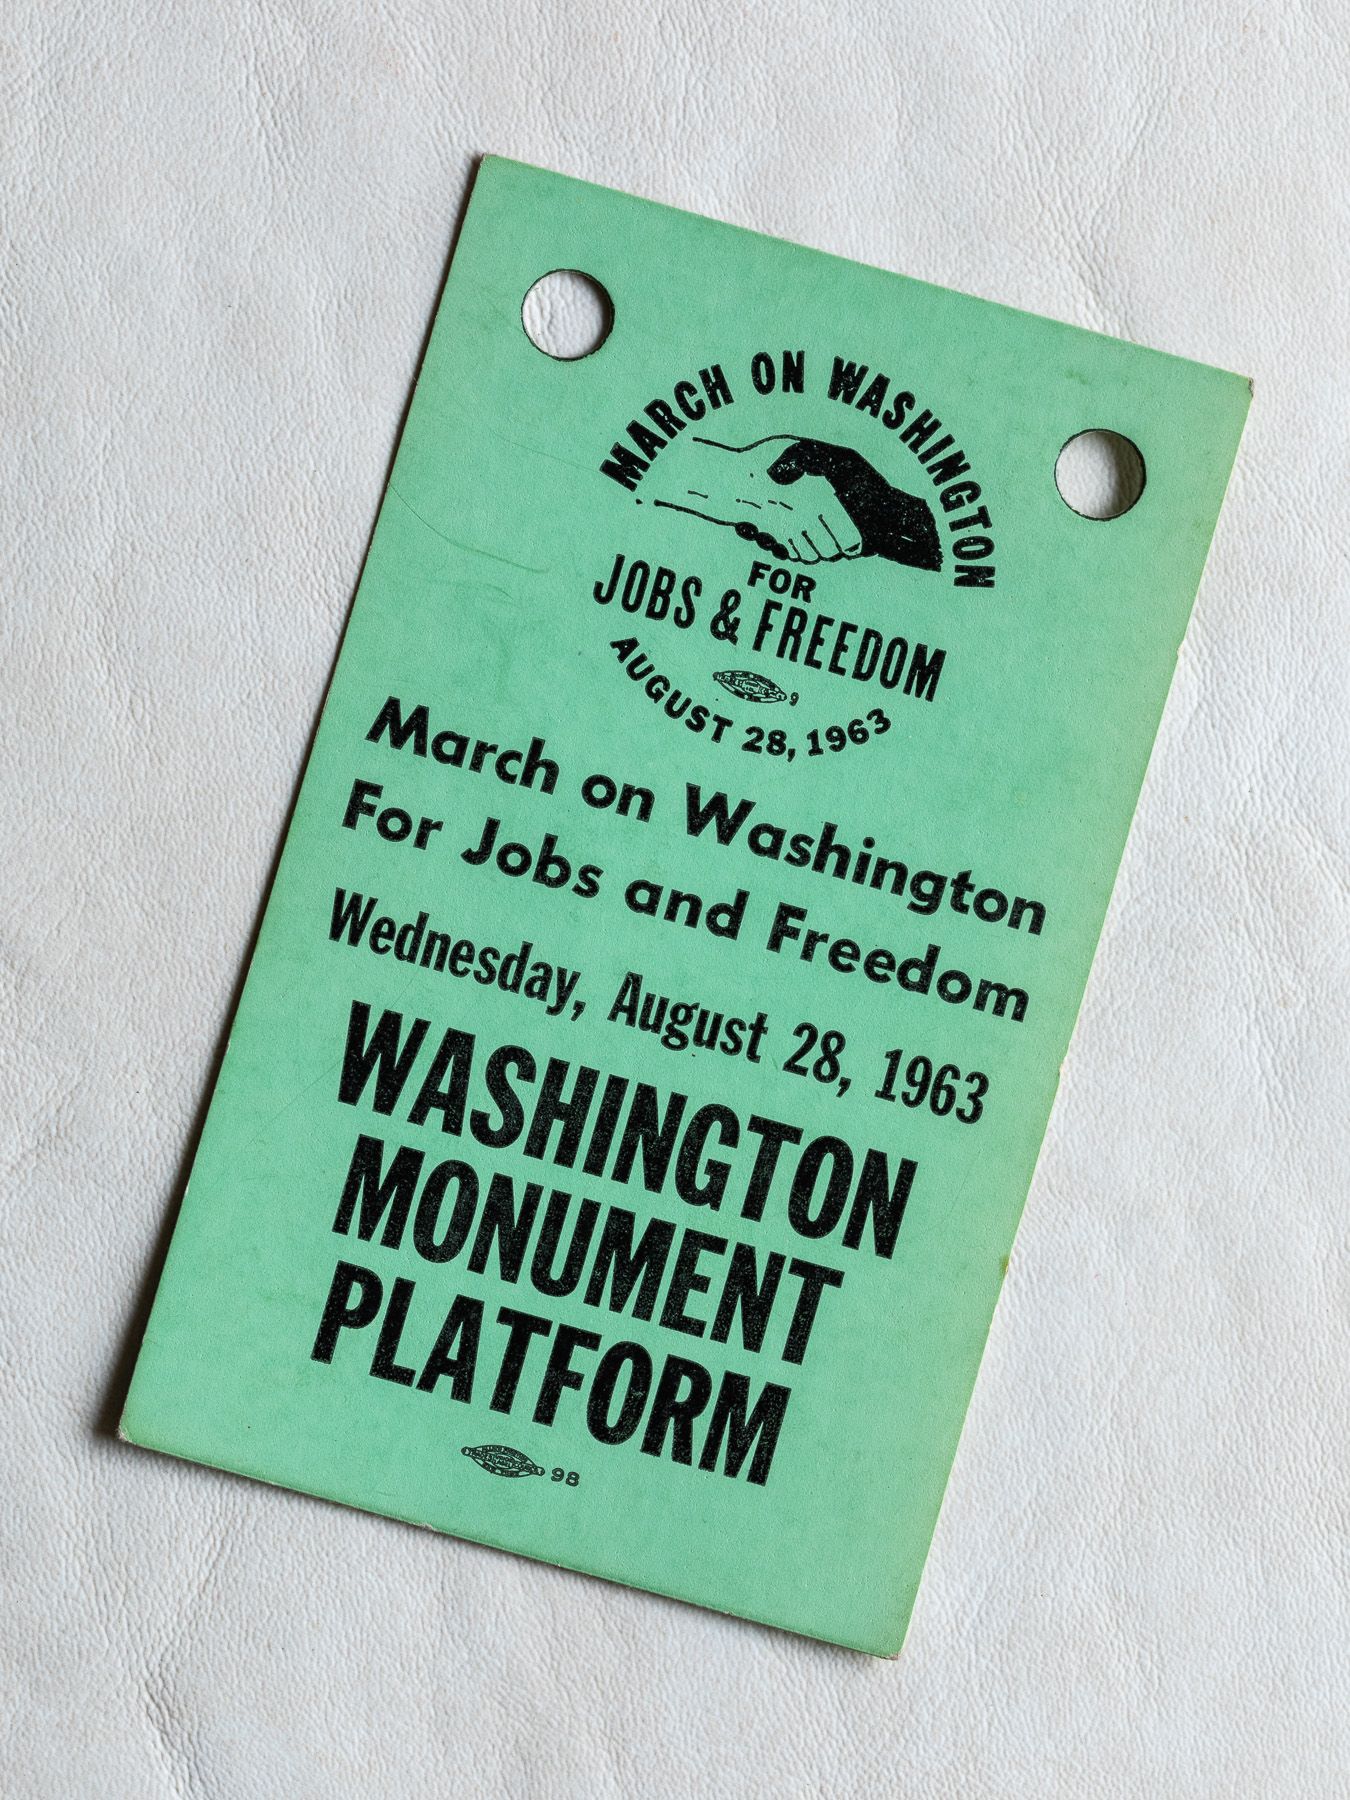 MARCH ON WASHINGTON
FOR
JOBS & FREEDOM
9
AUGUST 28, 1963
March on Washington
For Jobs and Freedom
Wednesday, August 28, 1963
WASHINGTON
MONUMENT
PLATFORM
98